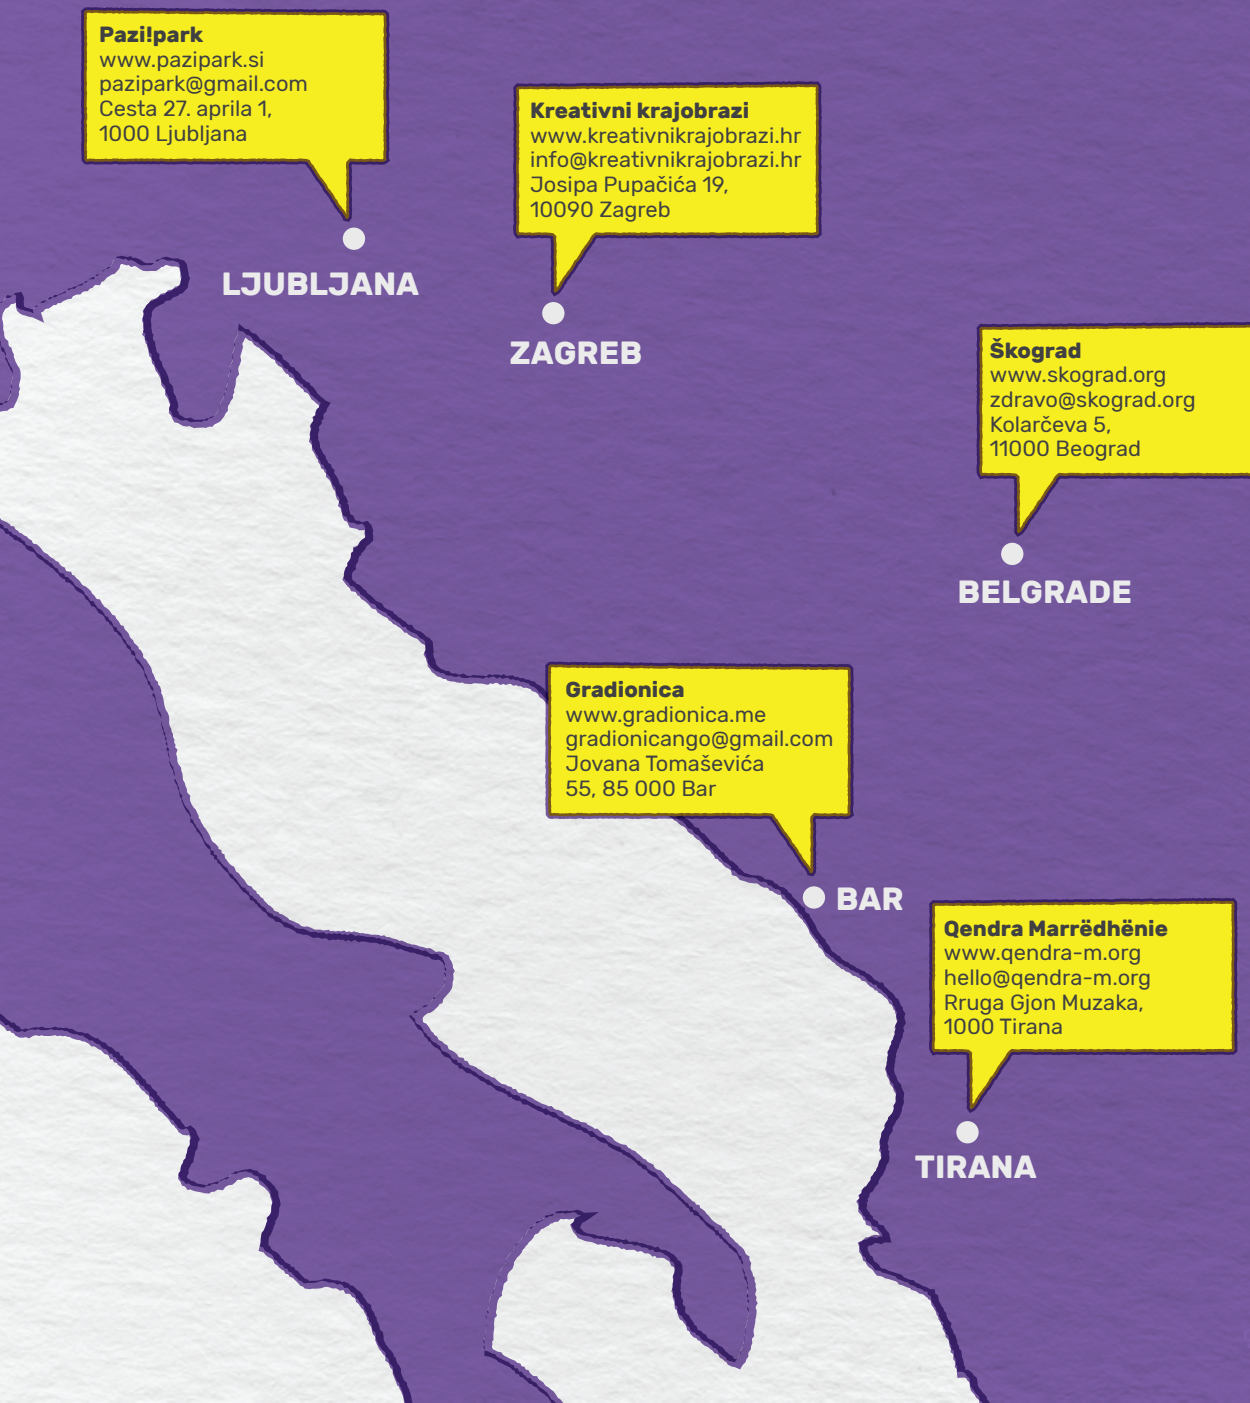 Pazi!park
www.pazipark.si
pazipark@gmail.com
Cesta 27. aprila 1,
1000 Ljubljana
LJUBLJANA
Kreativni krajobrazi
www.kreativnikrajobrazi.hr
info@kreativnikrajobrazi.hr
Josipa Pupačića 19,
10090 Zagreb
ZAGREB
Škograd
www.skograd.org
zdravo@skograd.org
Kolarčeva 5,
11000 Beograd
BELGRADE
Gradionica
www.gradionica.me
gradionicango@gmail.com
Jovana Tomaševića
55, 85 000 Bar
BAR
Qendra Marrëdhënie
www.qendra-m.org
hello@qendra-m.org
Rruga Gjon Muzaka,
1000 Tirana
TIRANA